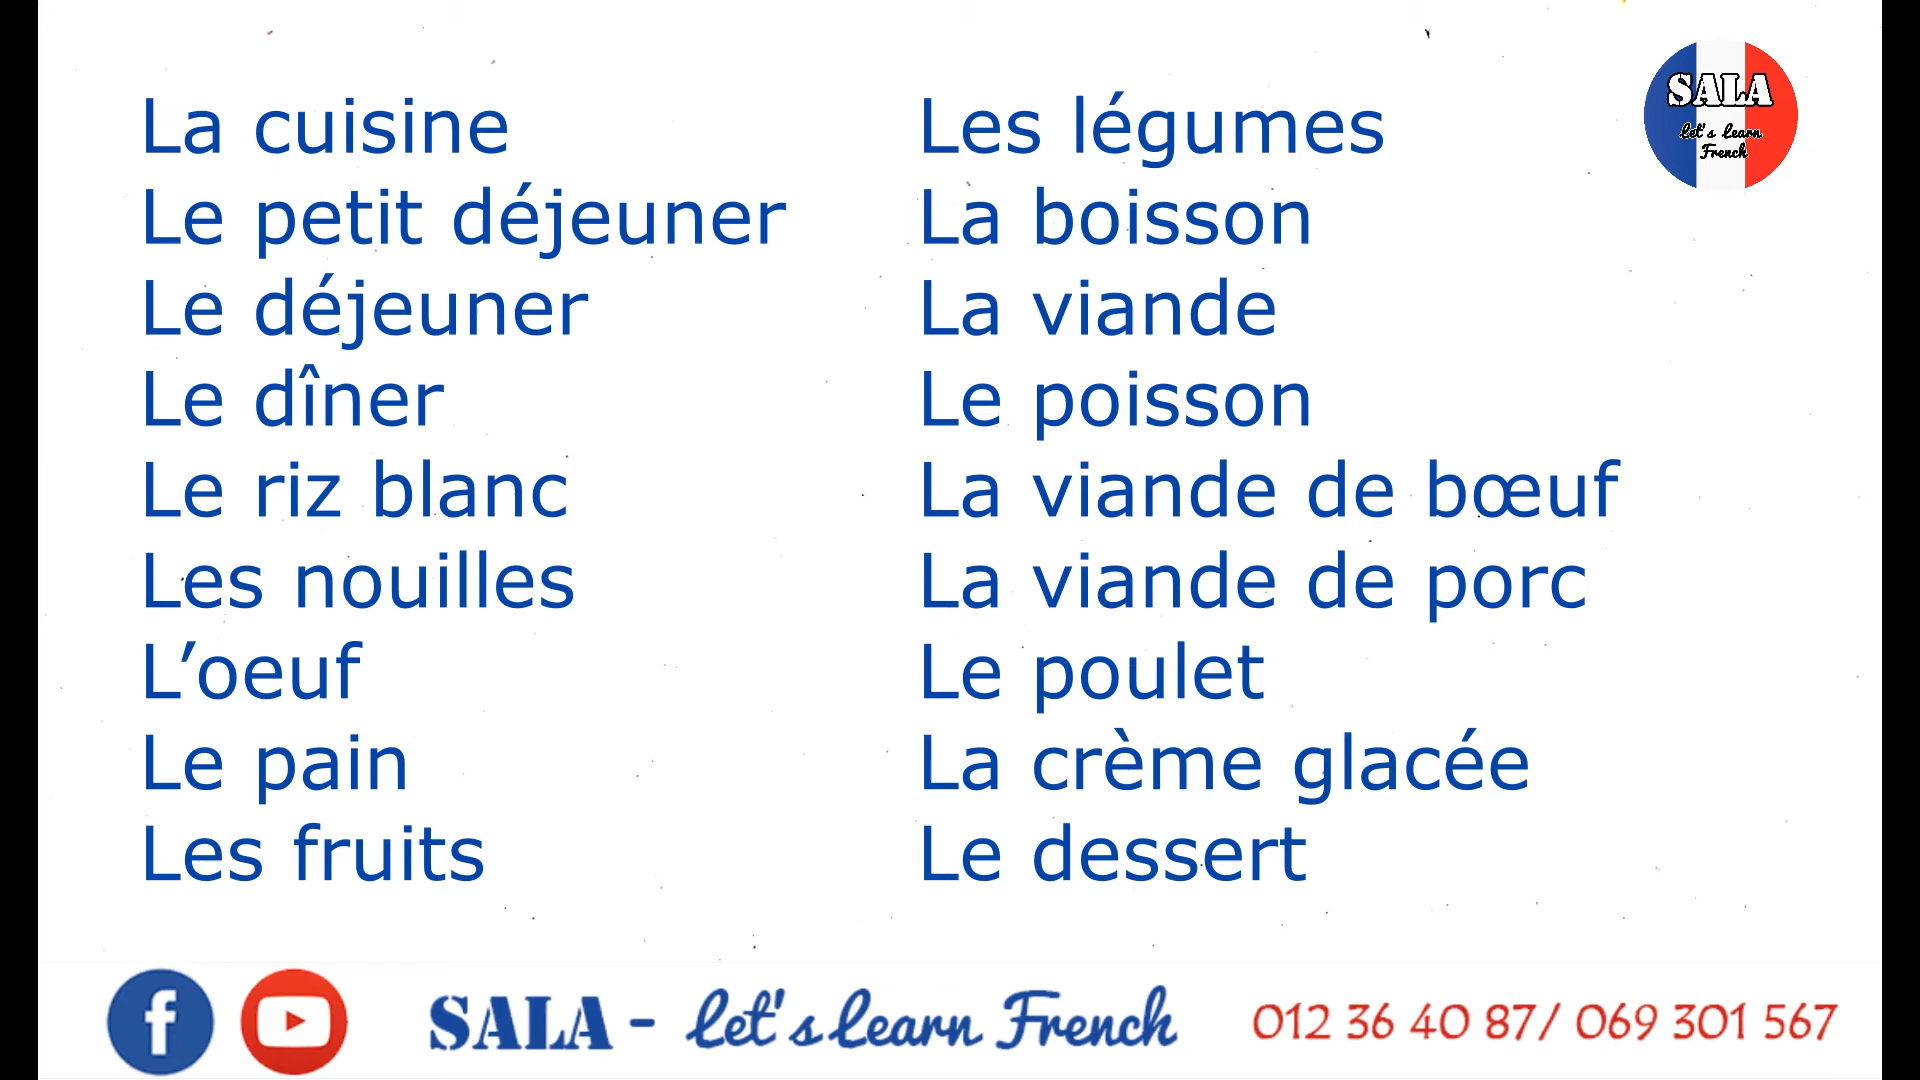 La cuisine
Le petit déjeuner
Le déjeuner
Le dîner
Le riz blanc
Les nouilles
L’oeuf
Le pain
Les fruits
Les légumes
La boisson
La viande
Le poisson
La viande de bœuf
La viande de porc
Le poulet
La crème glacée
Le dessert
SALA
Let's Learn
French
SALA - Let's Learn French
012 36 40 87/ 069 301 567